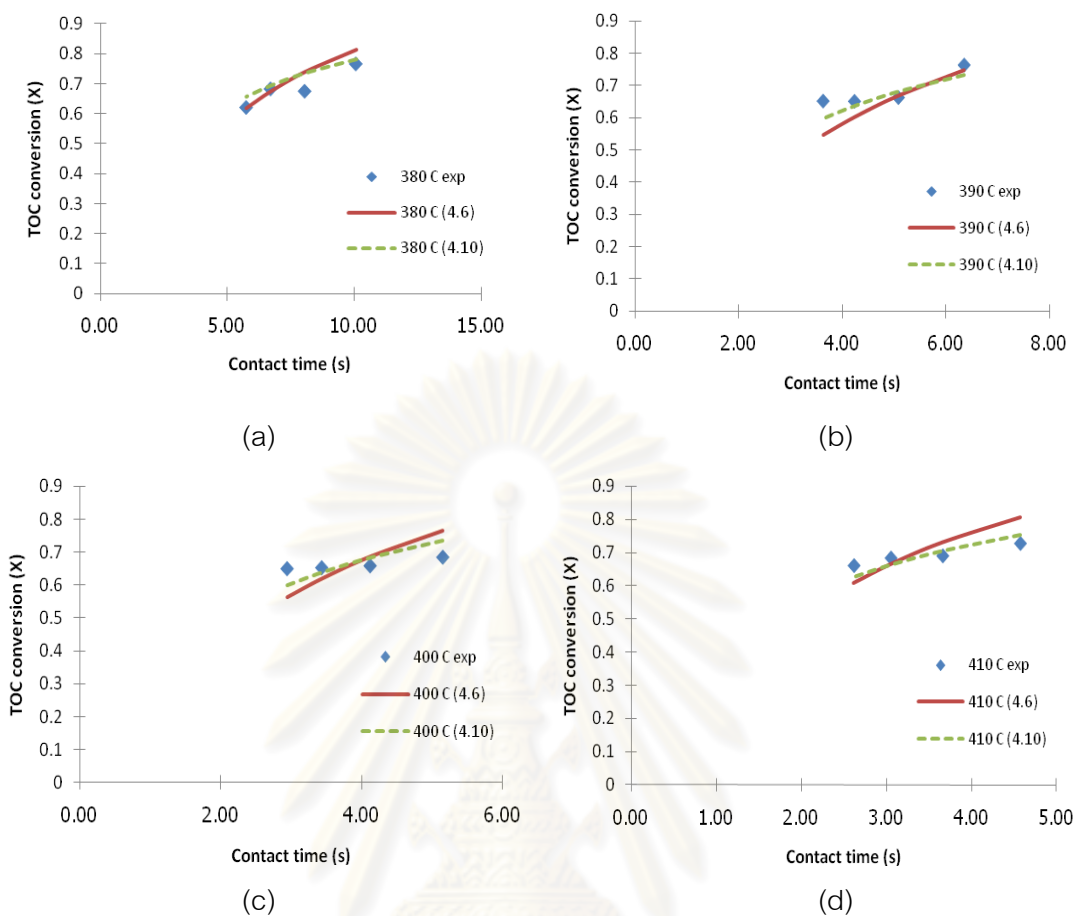 0.9
0.8
0.7
0.6
0.5
0.4
0.3
0.2
0.1
0
TOC conversion (X)
380 C exp
380 C (4.6)
380 C (4.10)
0.00 5.00 10.00 15.00
Contact time (s)
(a)
0.9
0.8
0.7
0.6
0.5
0.4
0.3
0.2
0.1
0
TOC conversion (X)
390 C exp
390 C (4.6)
390 C (4.10)
0.00 2.00 4.00 6.00 8.00
Contact time (s)
(b)
0.9
0.8
0.7
0.6
0.5
0.4
0.3
0.2
0.1
0
TOC conversion (X)
400 C exp
400 C (4.6)
400 C (4.10)
0.00 2.00 4.00 6.00
Contact time (s)
(c)
0.9
0.8
0.7
0.6
0.5
0.4
0.3
0.2
0.1
0
TOC conversion (X)
410 C exp
410 C (4.6)
410 C (4.10)
0.00 1.00 2.00 3.00 4.00 5.00
Contact time (s)
(d)